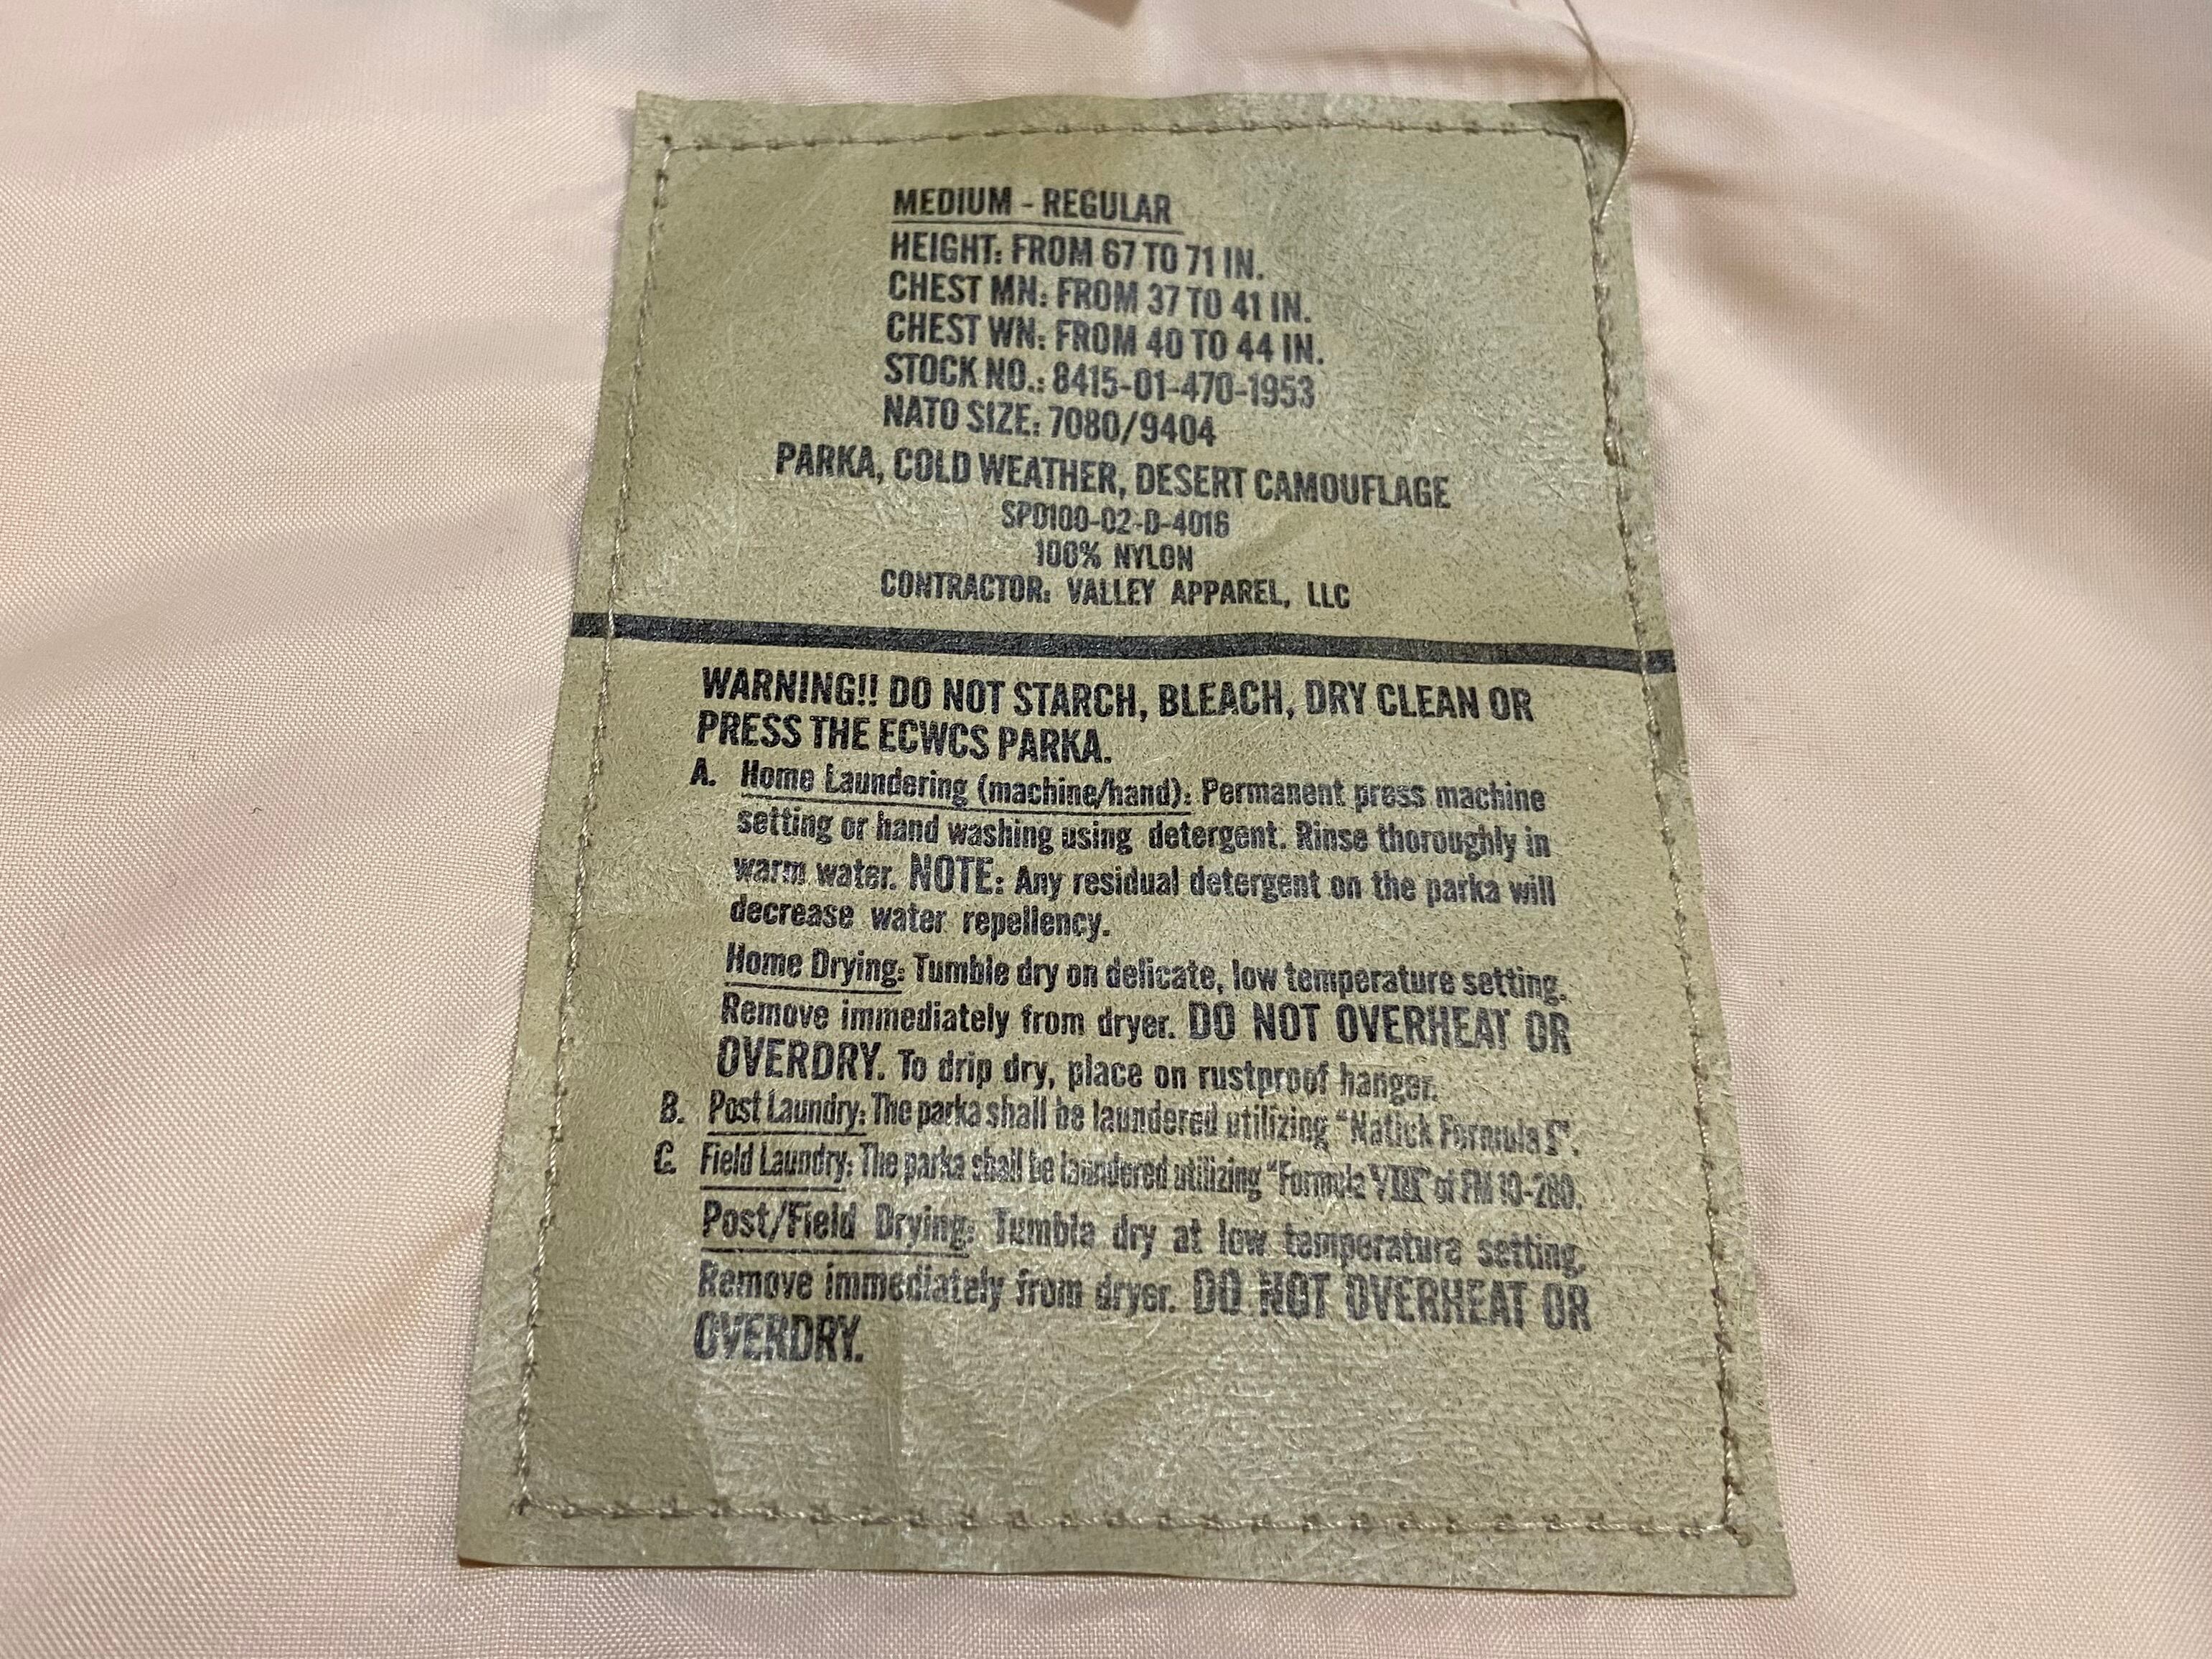 MEDIUM - REGULAR
HEIGHT: FROM 67 TO 71 IN.
CHEST MN: FROM 37 TO 41 IN.
CHEST WN: FROM 40 TO 44 IN.
STOCK NO.: 8415-01-470-1953
NATO SIZE: 7080/9404
PARKA, COLD WEATHER, DESERT CAMOUFLAGE
SPO100-02-D-4016
100% NYLON
CONTRACTOR: VALLEY APPAREL, LLC
WARNING!! DO NOT STARCH, BLEACH, DRY CLEAN OR
PRESS THE ECWCS PARKA.
A. Home Laundering (machine/hand): Permanent press machine
setting or hand washing using detergent. Rinse thoroughly in
warm water. NOTE: Any residual detergent on the parka will
decrease water repellency.
Home Drying: Tumble dry on delicate, low temperature setting.
Remove immediately from dryer. DO NOT OVERHEAT OR
OVERDRY. To drip dry, place on rustproof hanger.
B. Post Laundry: The parka shall be laundered utilizing "Natick Formula I".
C. Field Laundry: The parka shall be laundered utilizing "Formula VIII" of FM 10-280.
Post/Field Drying: Tumble dry at low temperature setting.
Remove immediately from dryer. DO NOT OVERHEAT OR
OVERDRY.